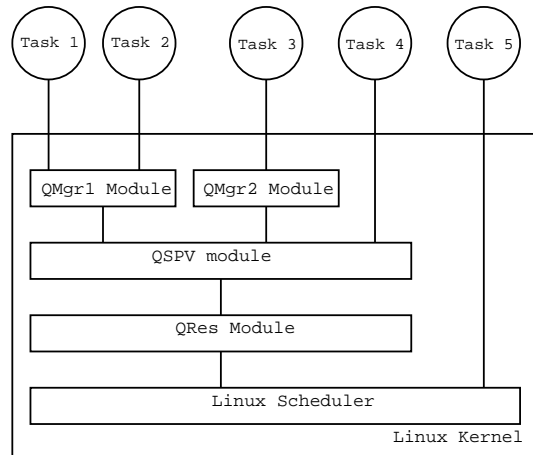 Task 1
Task 2
Task 3
Task 4
Task 5
QMgr1 Module
QMgr2 Module
QSPV module
QRes Module
Linux Scheduler
Linux Kernel